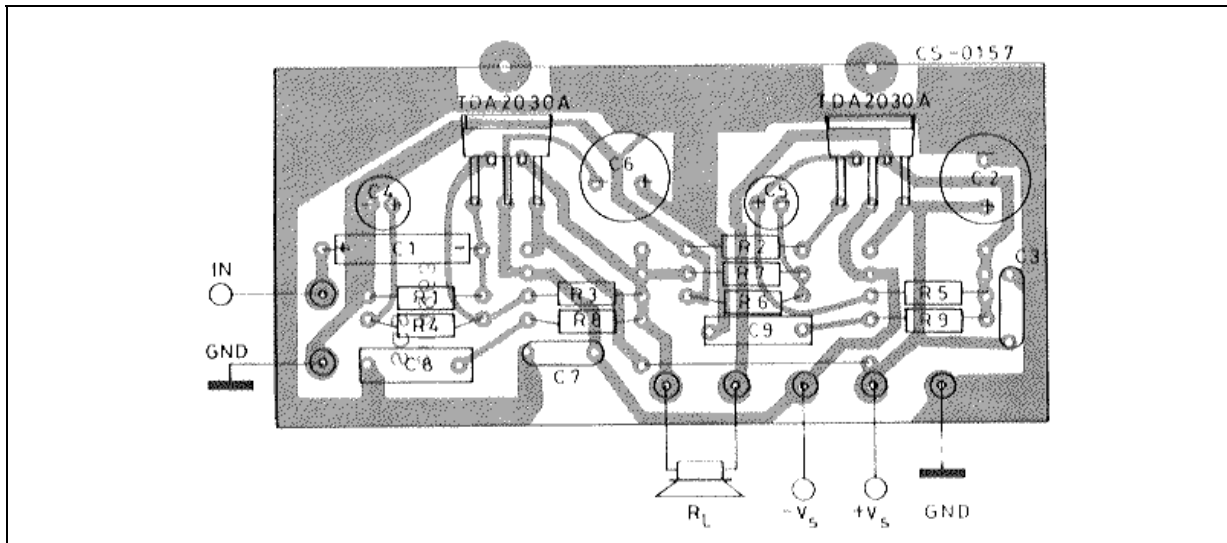 CS-0157
TDA2030A TDA2030A
C6
C4 C5 C2
C1 R2
R7 C3
IN R1 R3 R6 R5
R4 R8 C9 R9
GND C8 C7
RL -Vs +Vs GND